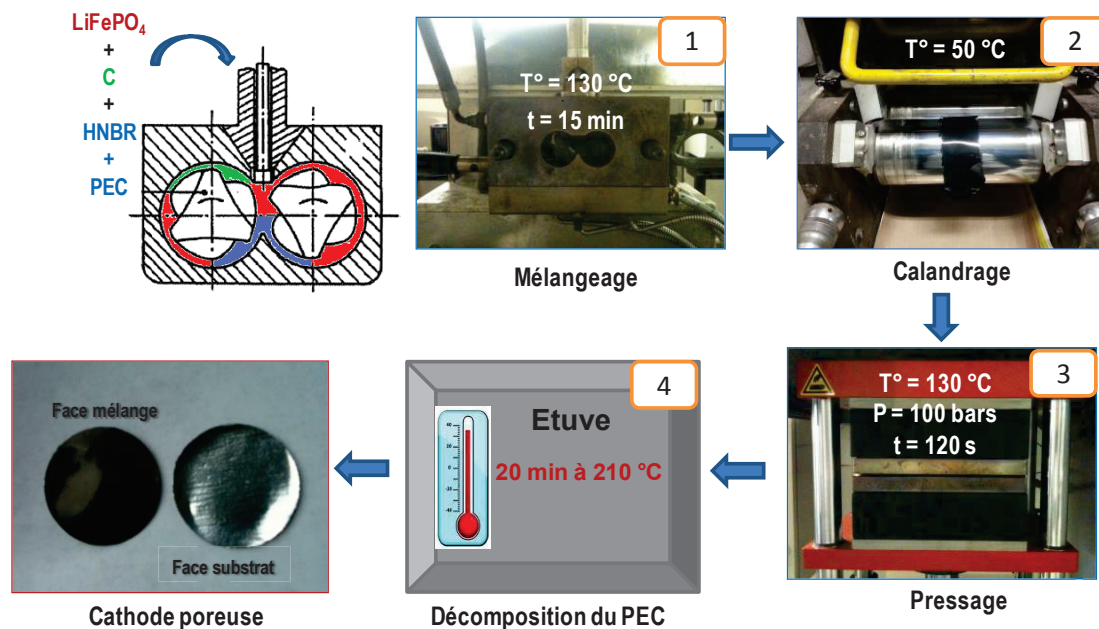 LiFePO₄
+
C
+
HNBR
+
PEC
1
T° = 130 °C
t = 15 min
Mélangeage
2
T° = 50 °C
Calandrage
3
T° = 130 °C
P = 100 bars
t = 120 s
Pressage
4
Etuve
20 min à 210 °C
Décomposition du PEC
Face mélange
Face substrat
Cathode poreuse